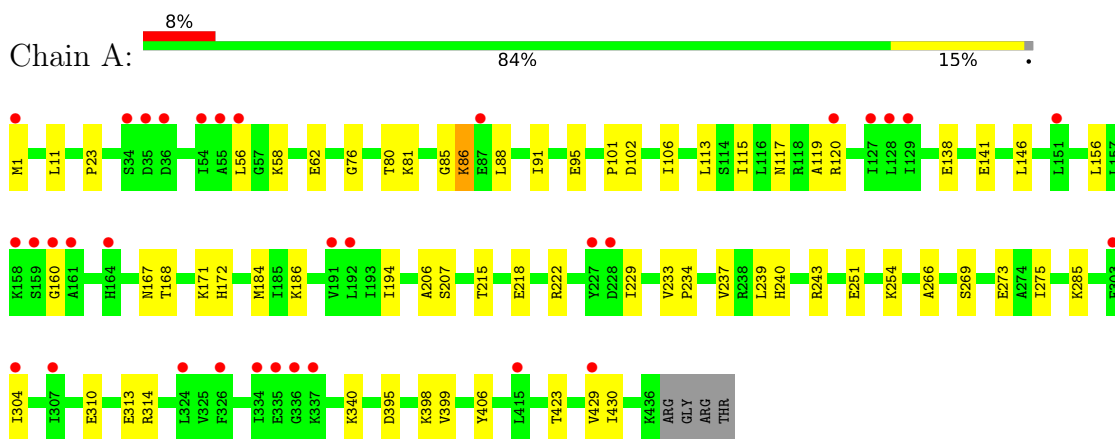 8%
Chain A:
84% 15% •
M1 L11 P23 S34 D35 D36 I54 A55 L56 G57 K58 E62 G76 T80 K81 G85 K86 E87 L88 I91 E95 P101 D102 I106 L113 S114 I115 L116 N117 R118 A119 R120 I127 L128 I129 E138 E141 L146 L151 L156 L157
K158 S159 G160 A161 H164 N167 T168 K171 H172 M184 I185 K186 V191 L192 I193 I194 A206 S207 T215 E218 R222 Y227 D228 I229 V233 P234 V237 R238 L239 H240 R243 E251 K254 A266 S269 E273 A274 I275 K285
I304 I307 E310 E313 R314 L324 V325 F326 I334 E335 G336 K337 K340 D395 K398 V399 Y406 L415 T423 V429 I430 K436 ARG GLY ARG THR